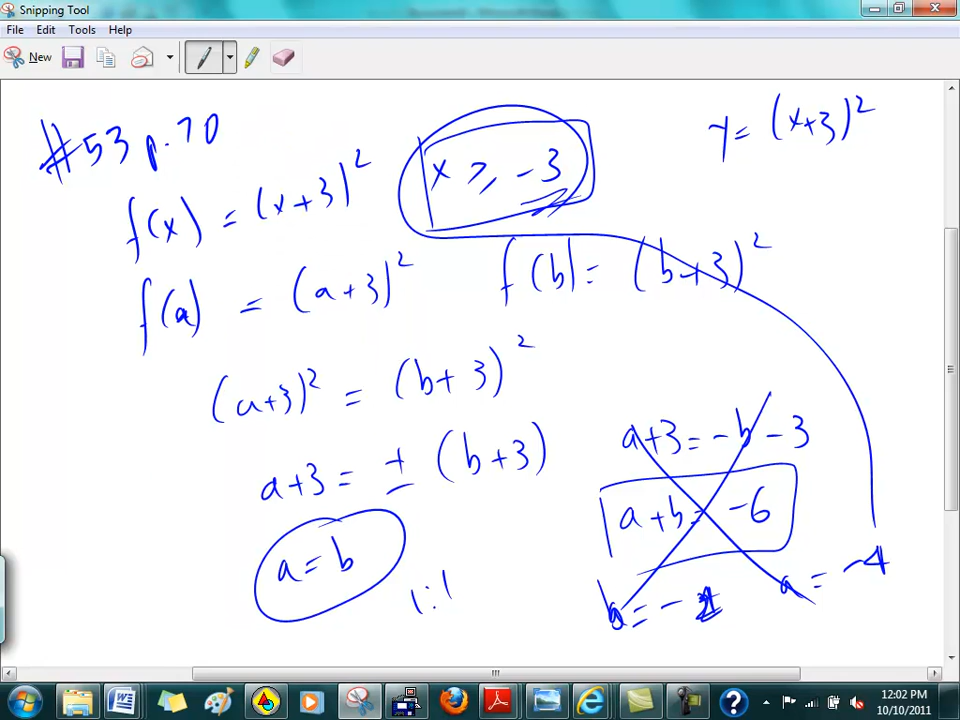 Snipping Tool
File Edit Tools Help
New
#53 p.70
y = (x+3)²
f(x) = (x+3)²
x ≥ -3
f(a) = (a+3)² f(b) = (b+3)²
(a+3)² = (b+3)²
a+3 = ± (b+3)
a+3 = -b-3
a+b = -6
a = b
1:1
a = -4
12:02 PM
10/10/2011